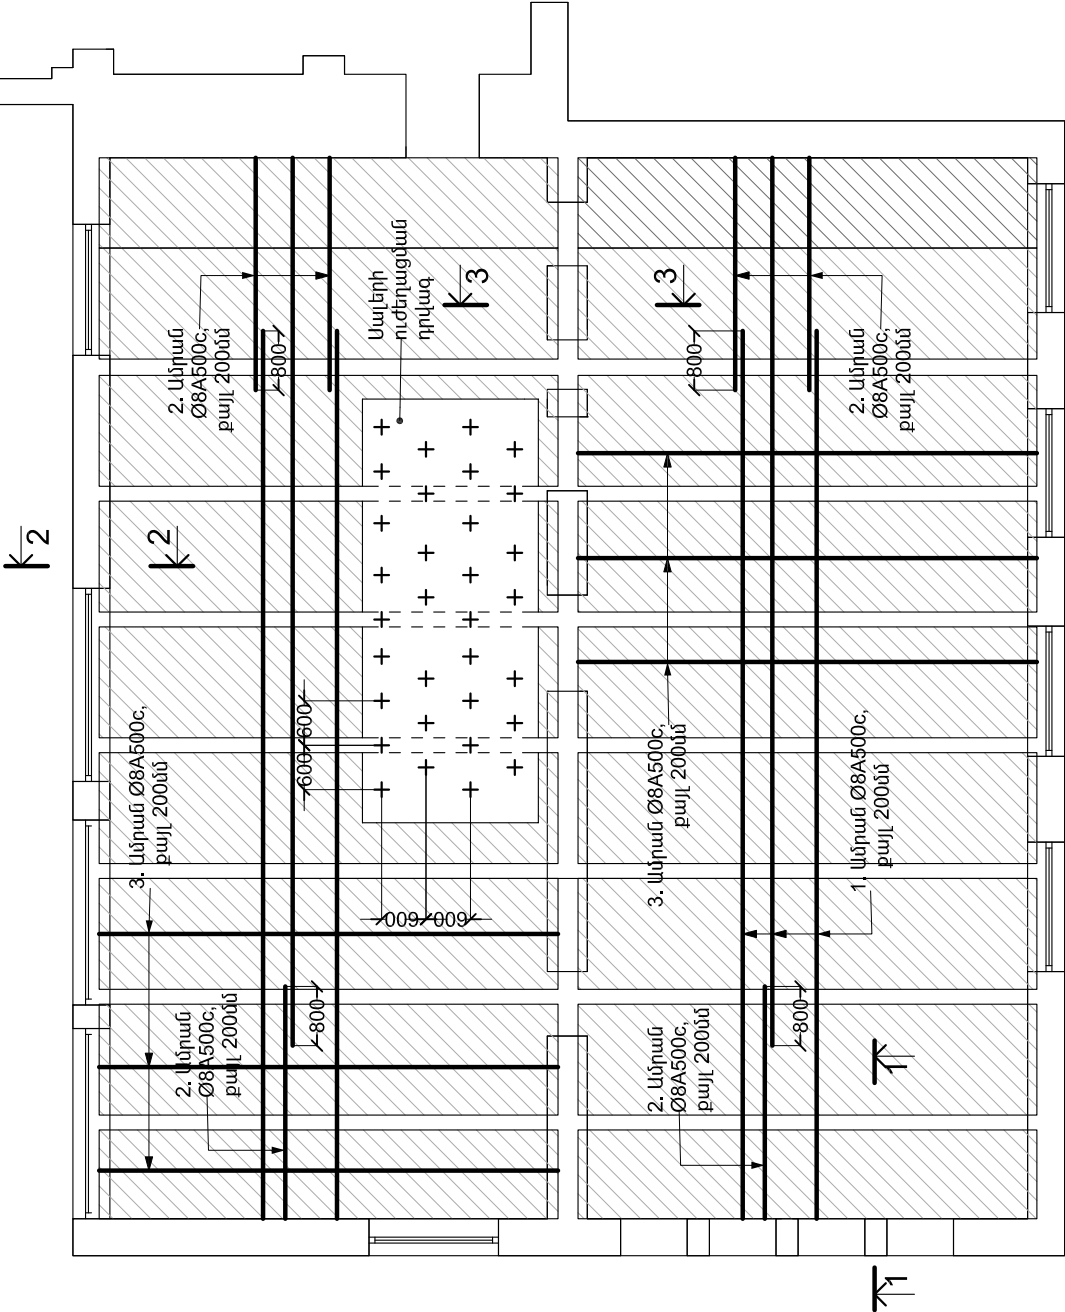 2. Ամրան
Ø8A500c,
քայլ 200մմ
800
Սալերի
ուժեղացման
դրվագ
3
3
800
2. Ամրան
Ø8A500c,
քայլ 200մմ
2
2
3. Ամրան Ø8A500c,
քայլ 200մմ
600
600
600
600
3. Ամրան Ø8A500c,
քայլ 200մմ
1. Ամրան Ø8A500c,
քայլ 200մմ
2. Ամրան
Ø8A500c,
քայլ 200մմ
800
2. Ամրան
Ø8A500c,
քայլ 200մմ
800
1
1